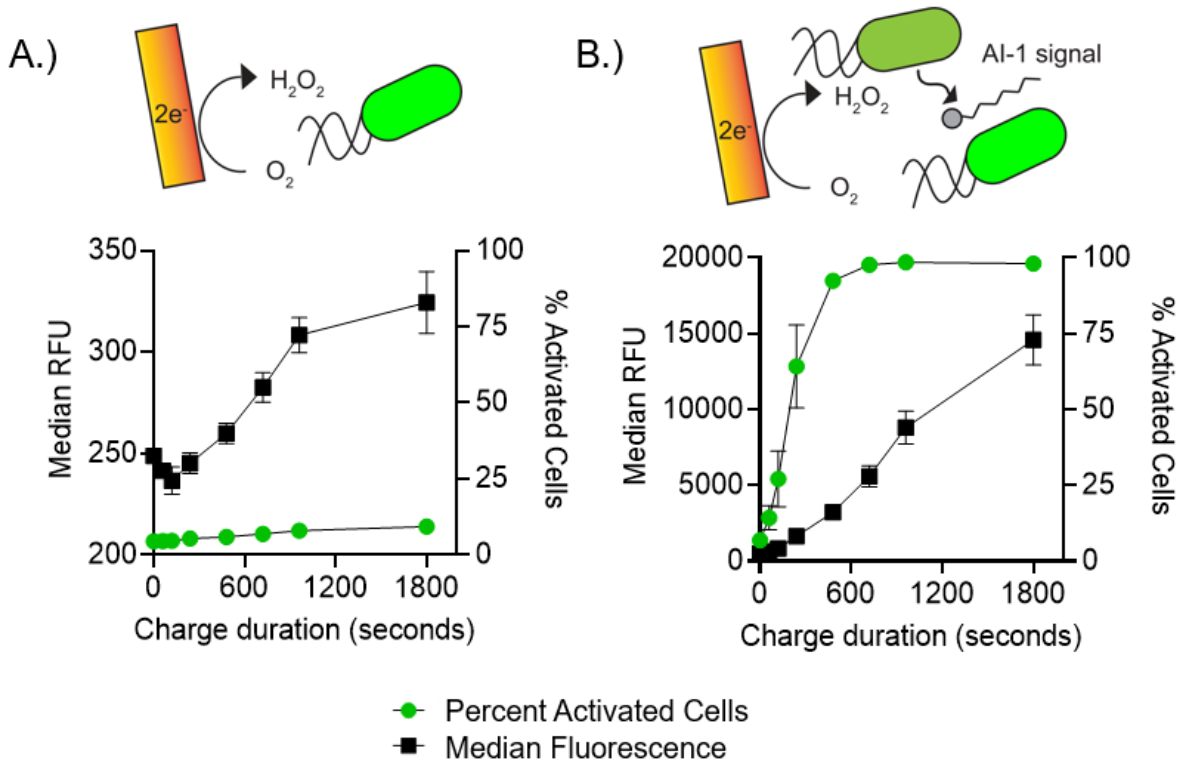 A.)
2e-
H₂O₂
O₂
B.)
AI-1 signal
2e-
H₂O₂
O₂
350
300
250
200
Median RFU
100
75
50
25
0
% Activated Cells
0 600 1200 1800
Charge duration (seconds)
20000
15000
10000
5000
0
Median RFU
100
75
50
25
0
% Activated Cells
0 600 1200 1800
Charge duration (seconds)
Percent Activated Cells
Median Fluorescence